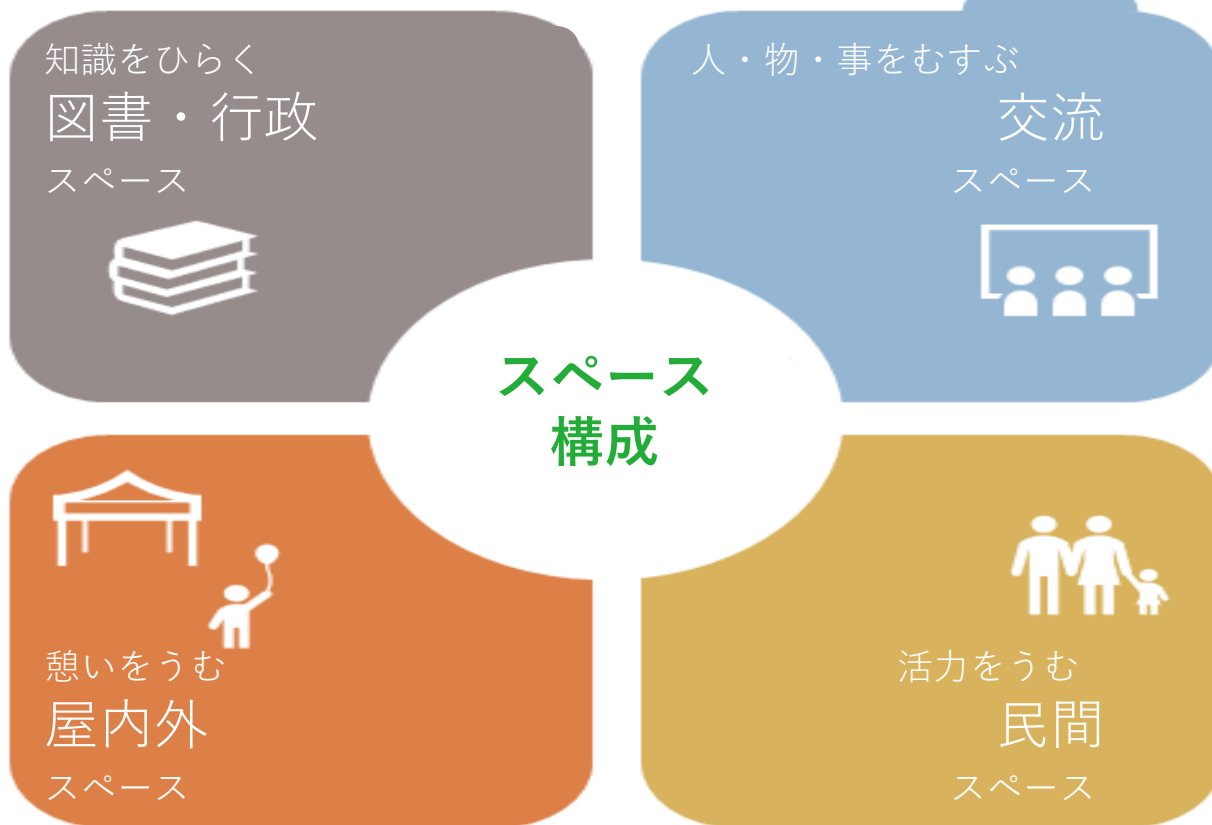 知識をひらく
図書・行政
スペース
人・物・事をむすぶ
交流
スペース
スペース
構成
憩いをうむ
屋内外
スペース
活力をうむ
民間
スペース